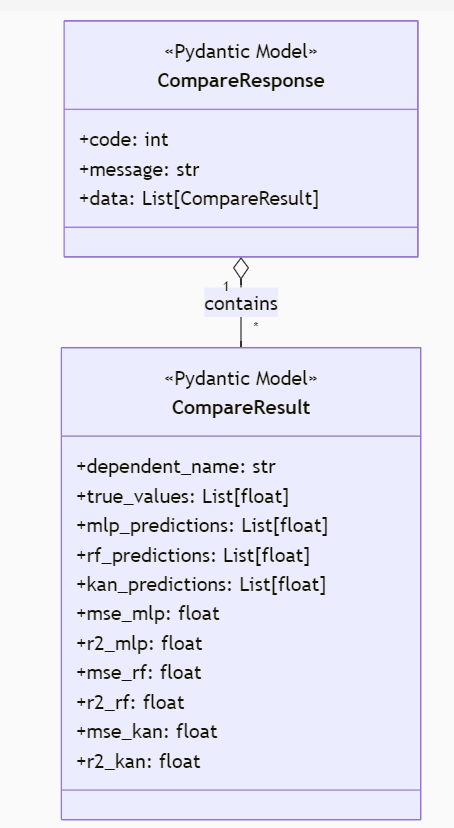 «Pydantic Model»
CompareResponse
+code: int
+message: str
+data: List[CompareResult]
1
contains
*
«Pydantic Model»
CompareResult
+dependent_name: str
+true_values: List[float]
+mlp_predictions: List[float]
+rf_predictions: List[float]
+kan_predictions: List[float]
+mse_mlp: float
+r2_mlp: float
+mse_rf: float
+r2_rf: float
+mse_kan: float
+r2_kan: float